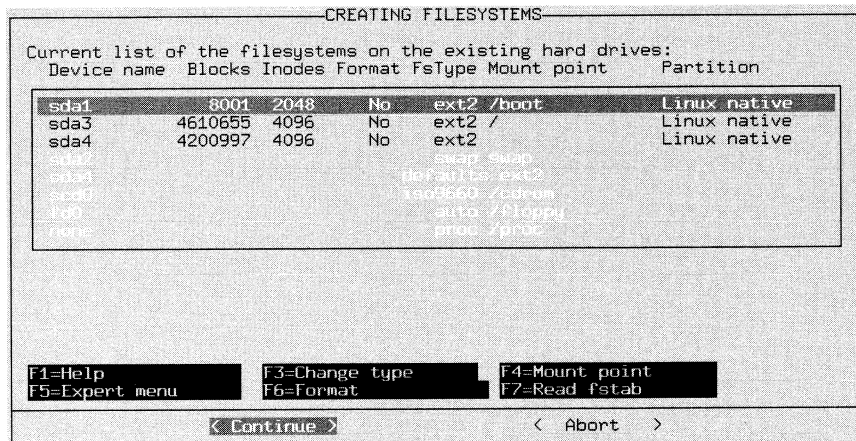 CREATING FILESYSTEMS
Current list of the filesystems on the existing hard drives:
Device name Blocks Inodes Format FsType Mount point Partition
sda1 8001 2048 No ext2 /boot Linux native
sda3 4610655 4096 No ext2 / Linux native
sda4 4200997 4096 No ext2 Linux native
sda2 swap swap
Defaults ext2
iso9660 /cdrom
fd0 auto /floppy
none proc /proc
F1=Help F3=Change type F4=Mount point
F5=Expert menu F6=Format F7=Read fstab
< Continue > < Abort >